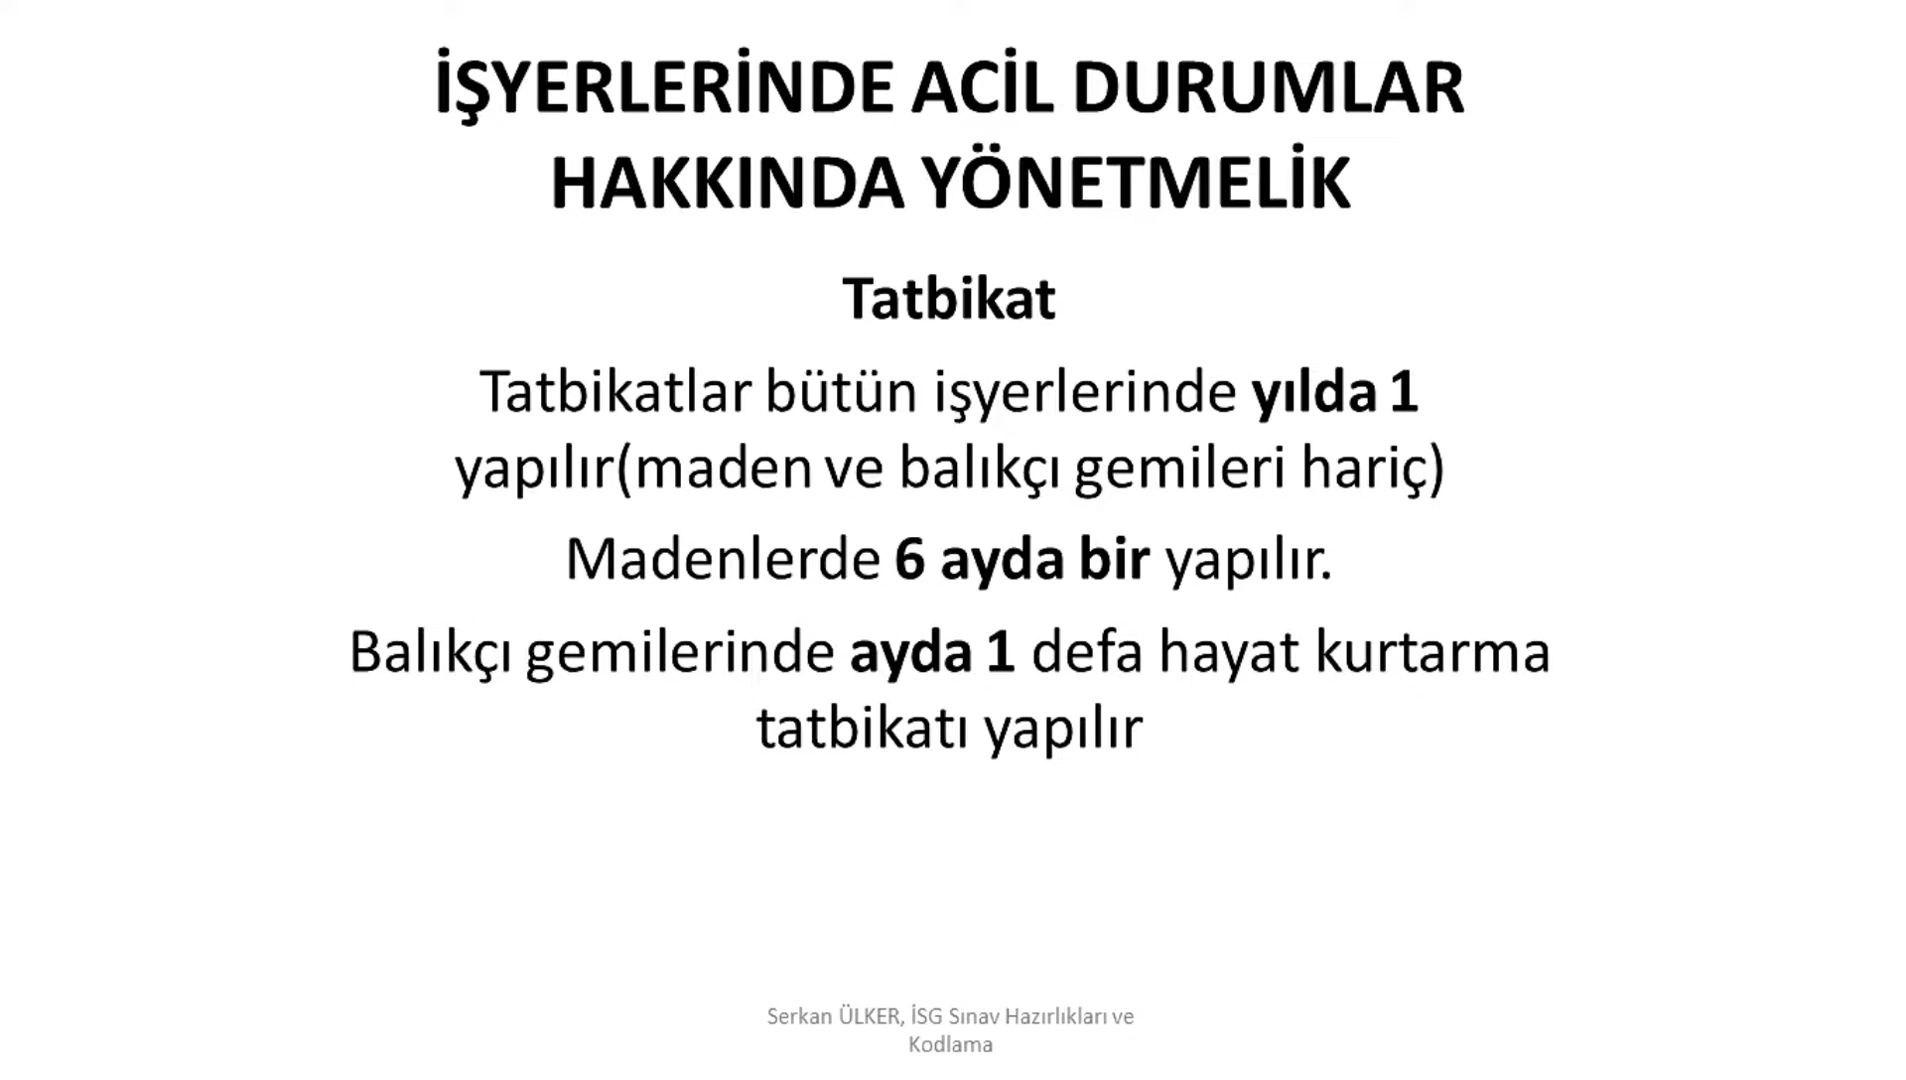 İŞYERLERİNDE ACİL DURUMLAR
HAKKINDA YÖNETMELİK
Tatbikat
Tatbikatlar bütün işyerlerinde yılda 1
yapılır(maden ve balıkçı gemileri hariç)
Madenlerde 6 ayda bir yapılır.
Balıkçı gemilerinde ayda 1 defa hayat kurtarma
tatbikatı yapılır
Serkan ÜLKER, İSG Sınav Hazırlıkları ve
Kodlama